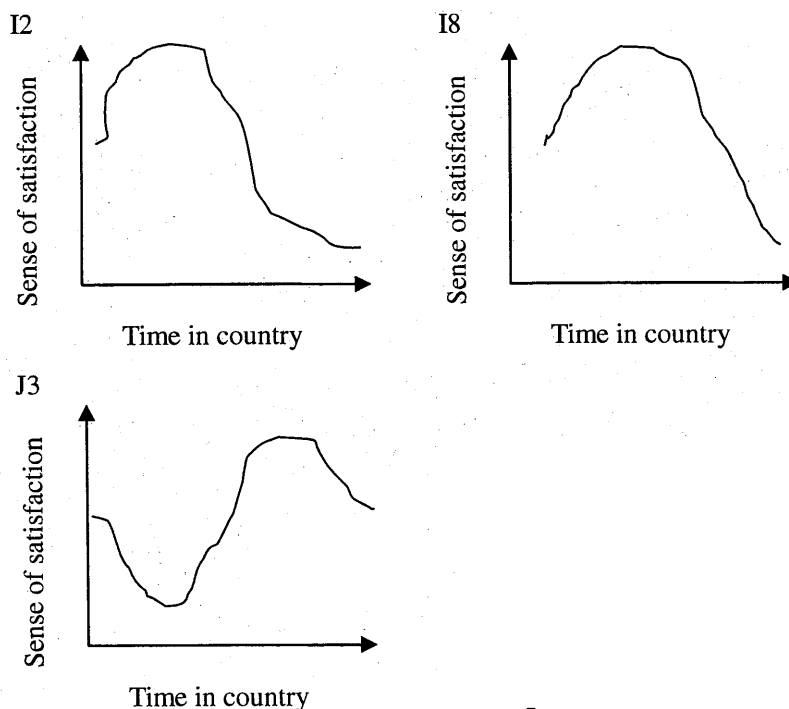 I2
Sense of satisfaction
Time in country
I8
Sense of satisfaction
Time in country
J3
Sense of satisfaction
Time in country